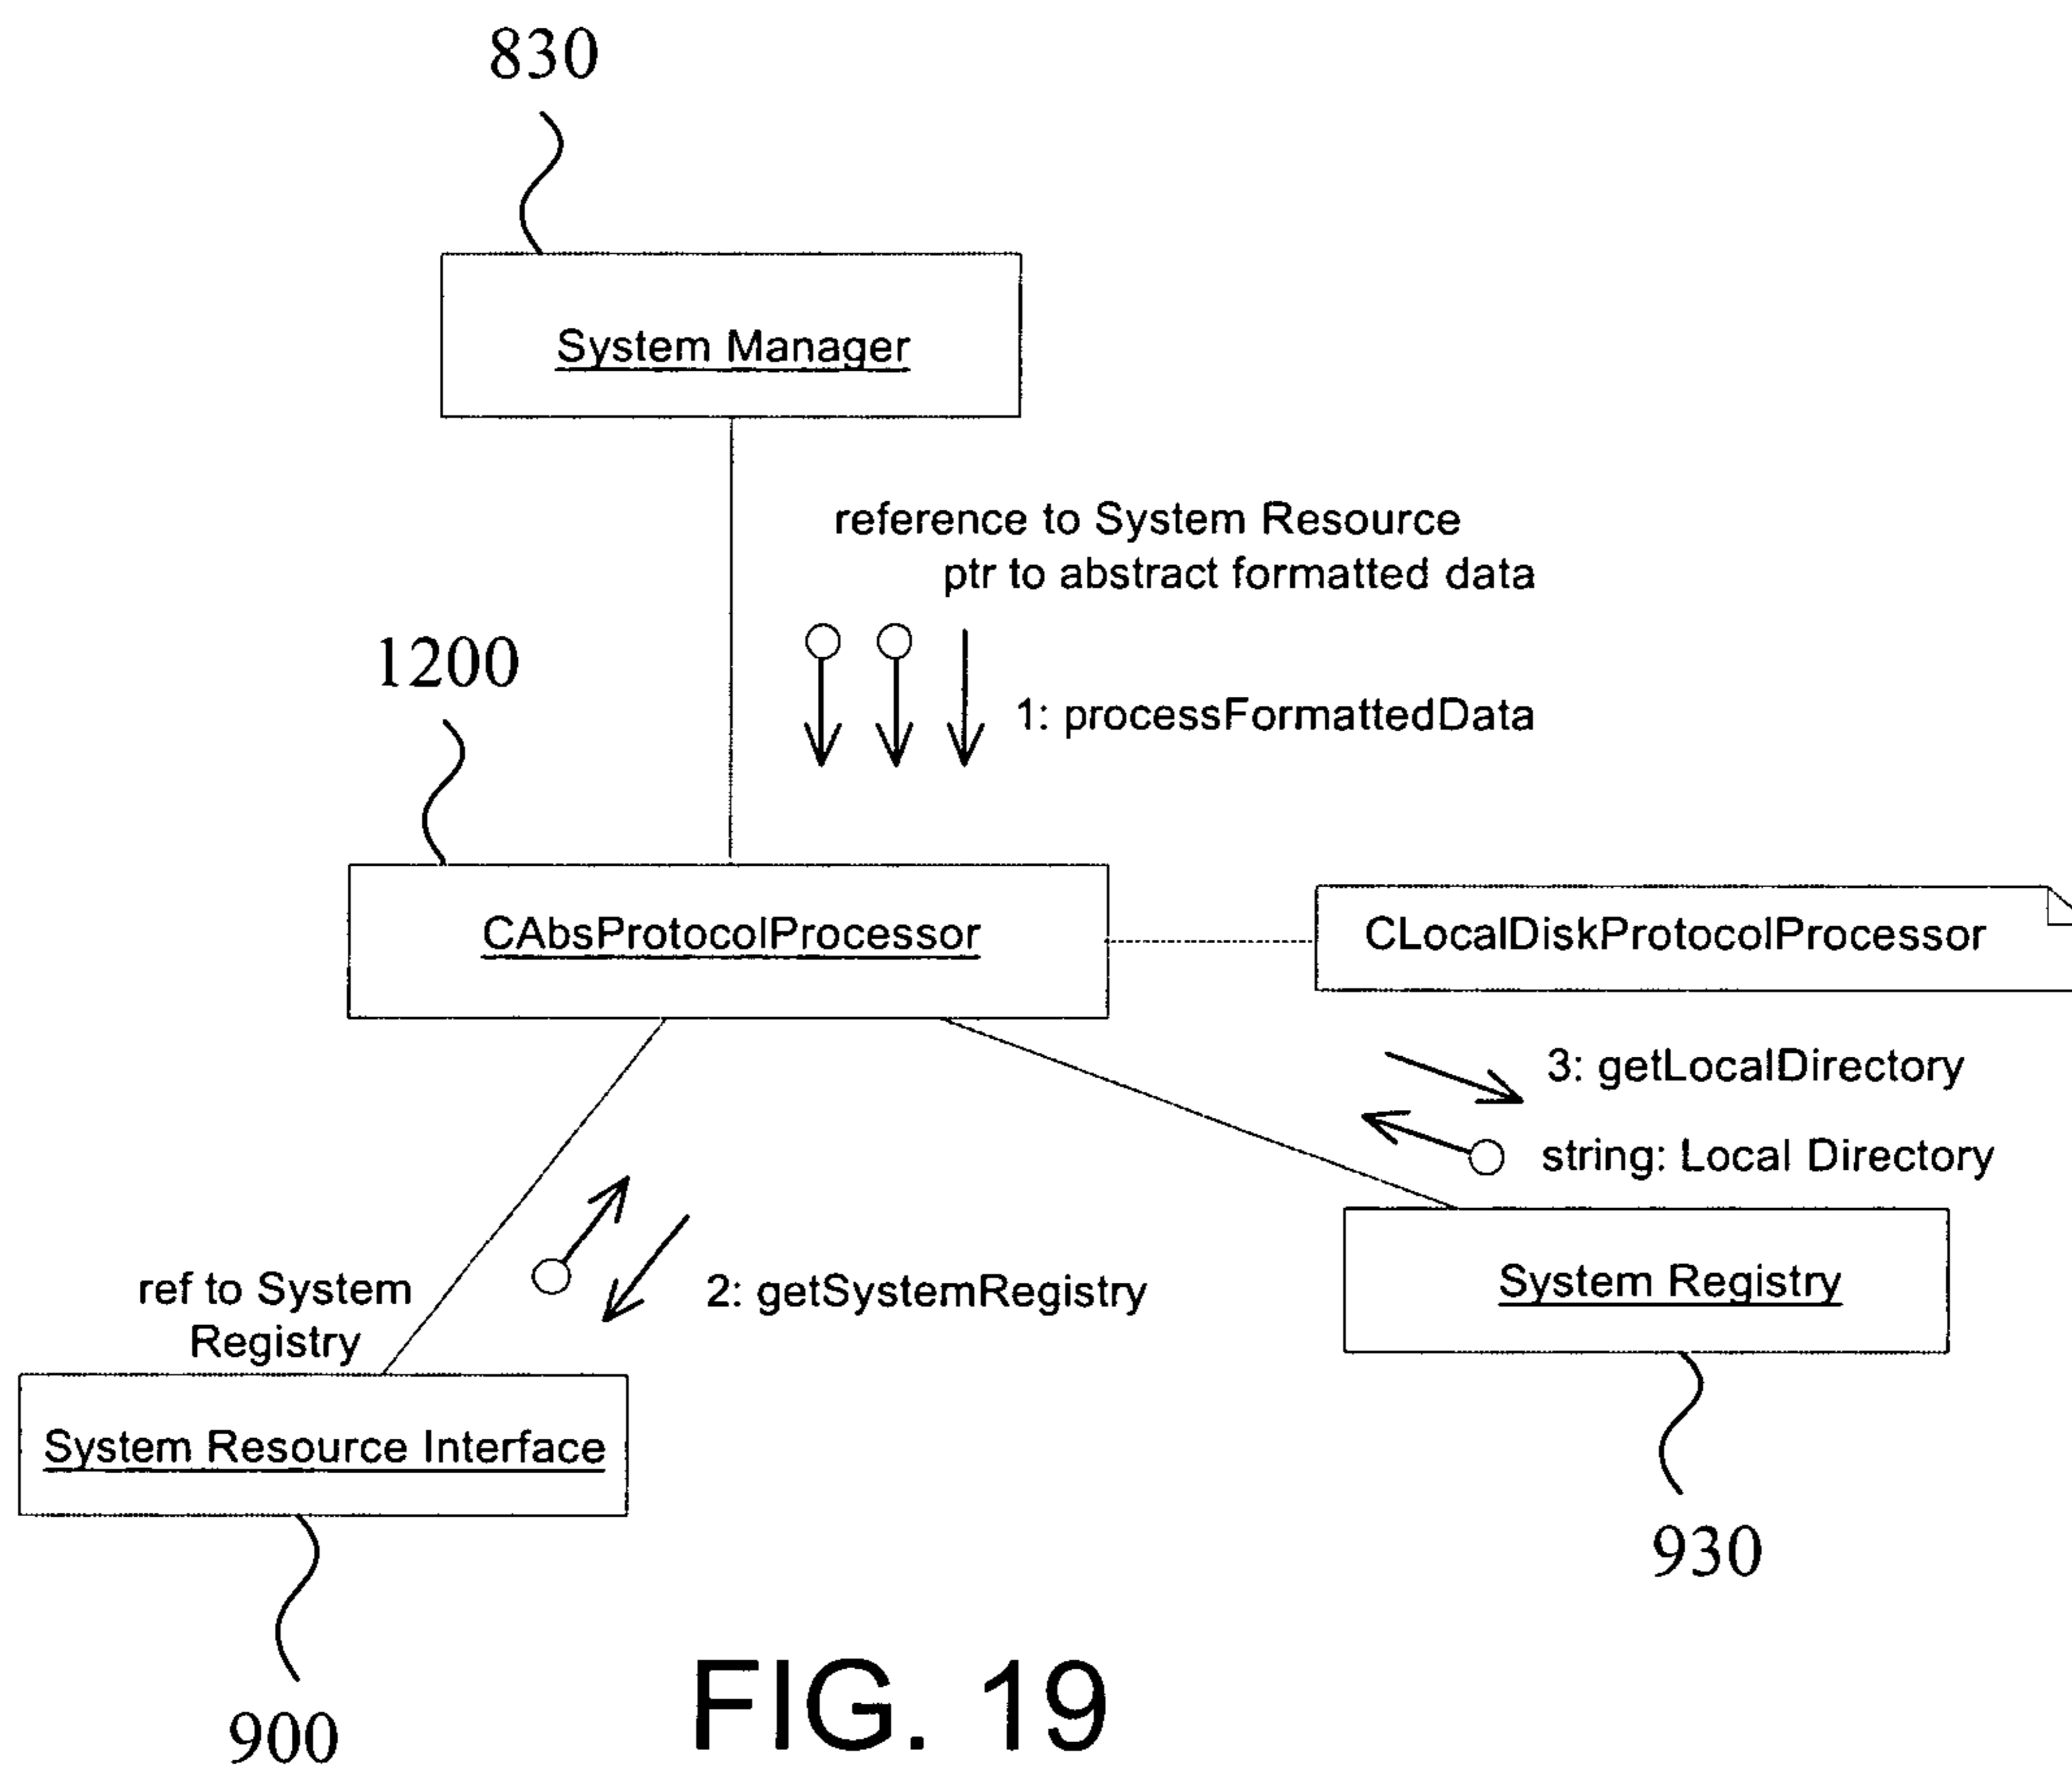 830
System Manager
reference to System Resource
ptr to abstract formatted data
1200
1: processFormattedData
CAbsProtocolProcessor
CLocalDiskProtocolProcessor
3: getLocalDirectory
string: Local Directory
ref to System
Registry
2: getSystemRegistry
System Registry
System Resource Interface
930
900
FIG. 19